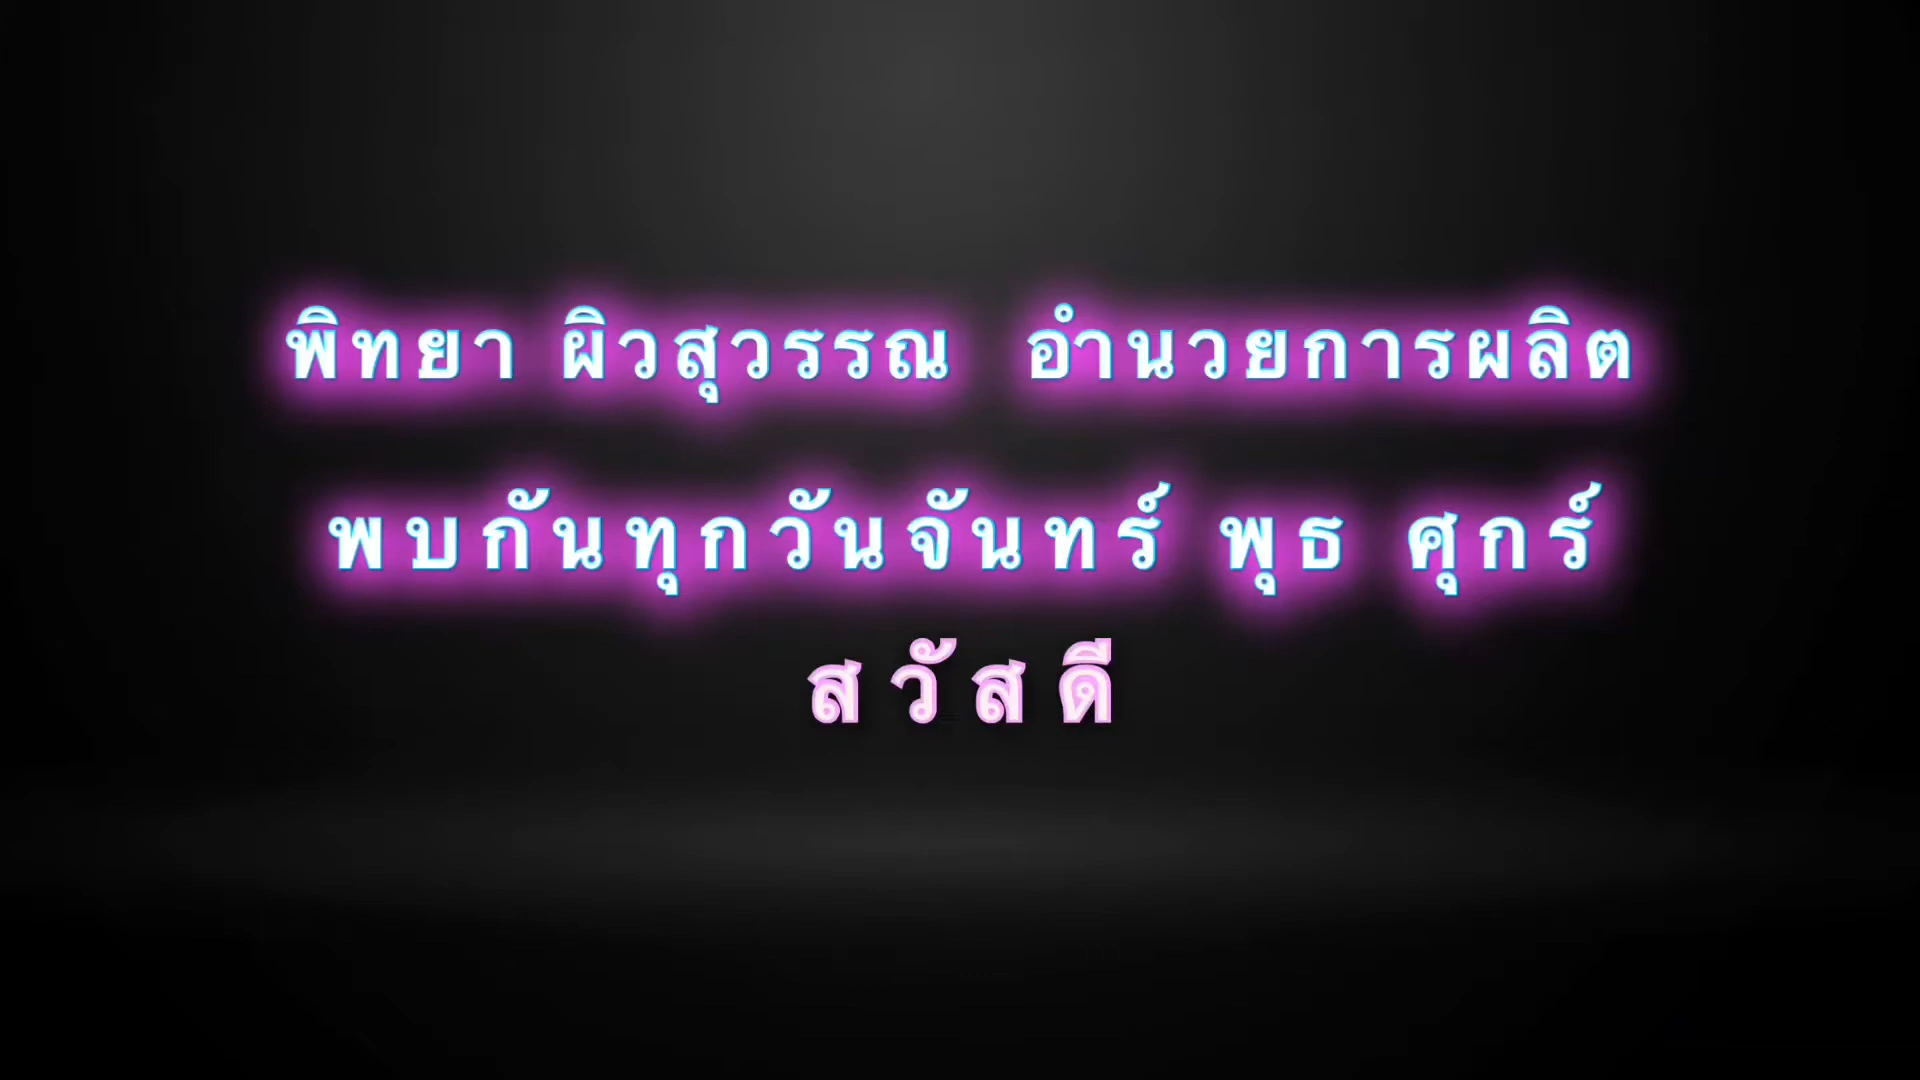 พิทยา ผิวสุวรรณ อำนวยการผลิต
พบกันทุกวันจันทร์ พุธ ศุกร์
สวัสดี